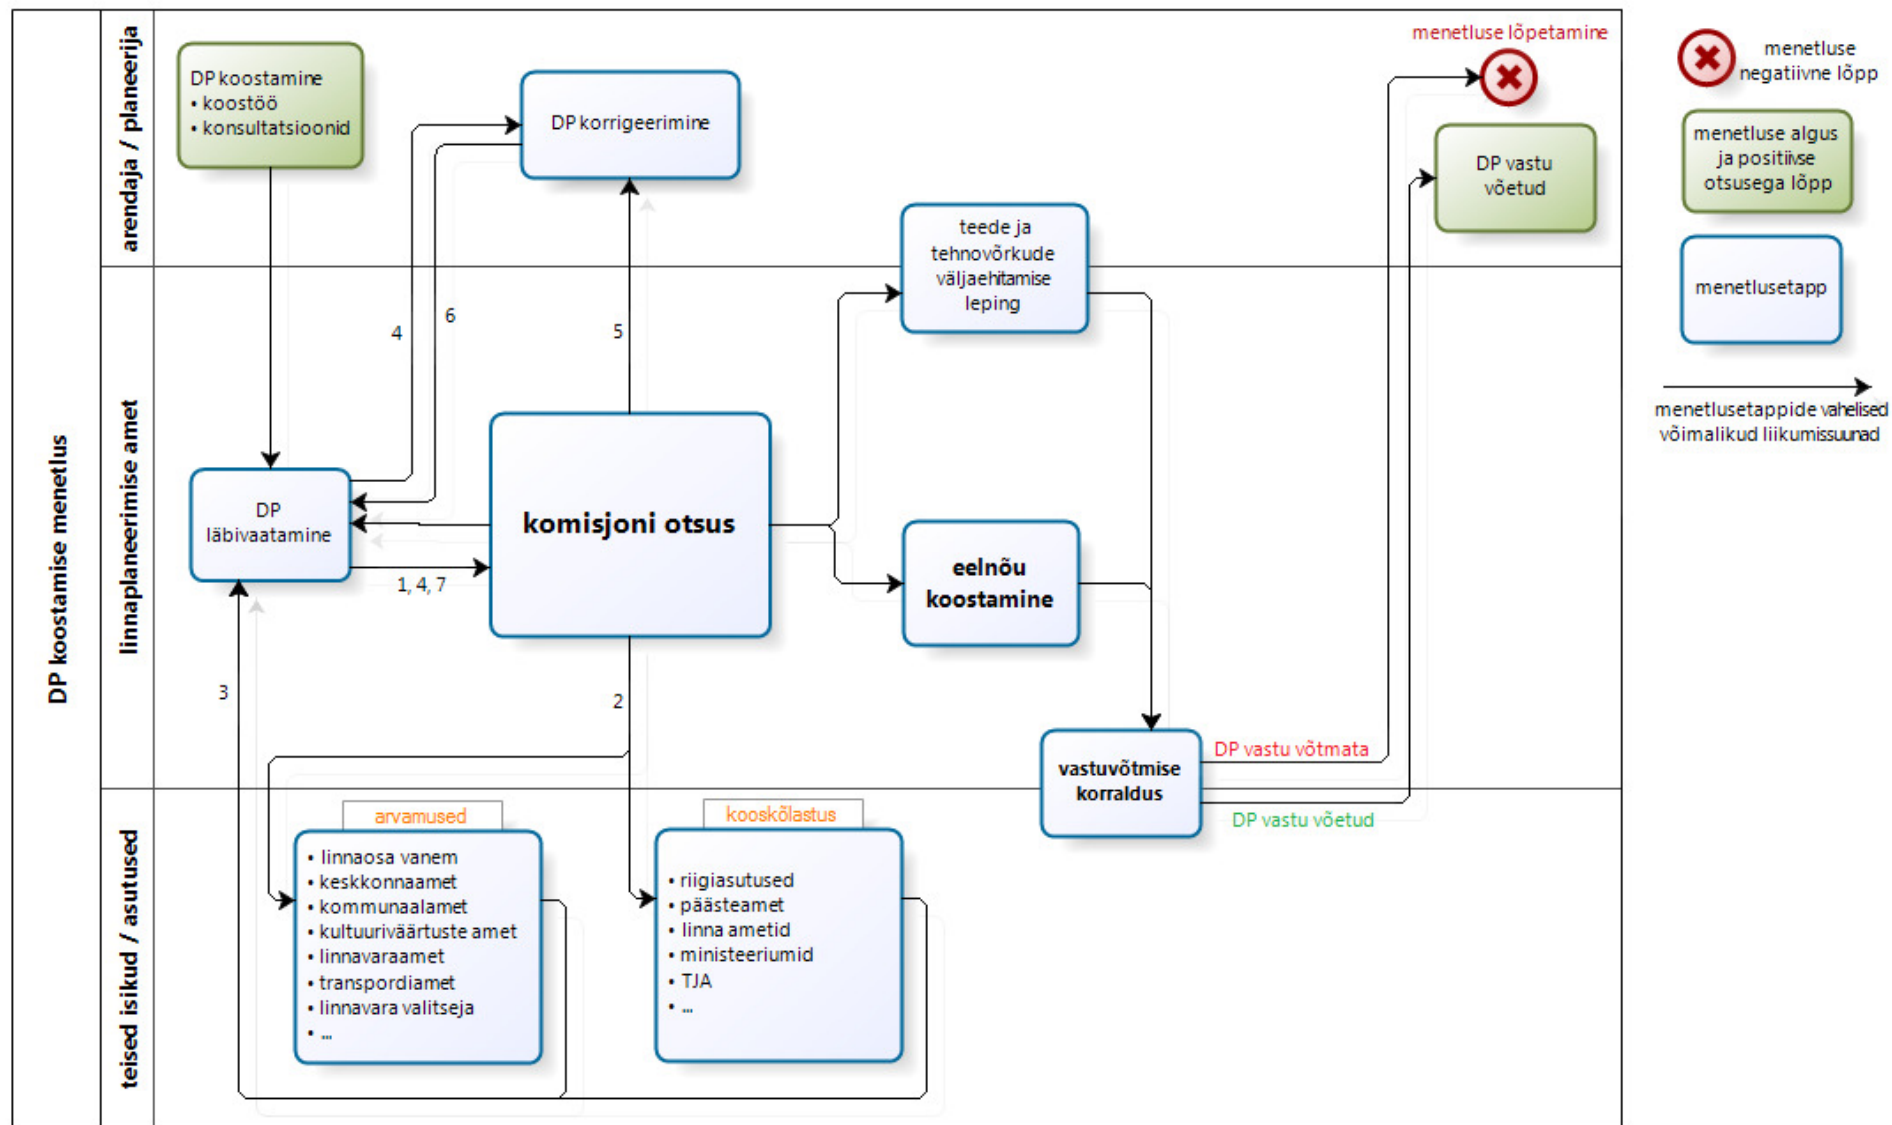 DP koostamise menetlus
arendaja / planeerija
linnaplaneerimise amet
teised isikud / asutused
DP koostamine
• koostöö
• konsultatsioonid
DP korrigeerimine
menetluse lõpetamine
DP vastu
võetud
teede ja
tehnovõrkude
väljaehitamise
leping
4
6
5
DP
läbivaatamine
komisjoni otsus
1, 4, 7
eelnõu
koostamine
3
2
vastuvõtmise
korraldus
DP vastu võtmata
DP vastu võetud
arvamused
• linnaosa vanem
• keskkonnaamet
• kommunaalamet
• kultuuriväärtuste amet
• linnavaraamet
• transpordiamet
• linnavara valitseja
• ...
kooskõlastus
• riigiasutused
• päästeamet
• linna ametid
• ministeeriumid
• TJA
• ...
menetluse
negatiivne lõpp
menetluse algus
ja positiivse
otsusega lõpp
menetlusetapp
menetlusetappide vahelised
võimalikud liikumissuunad